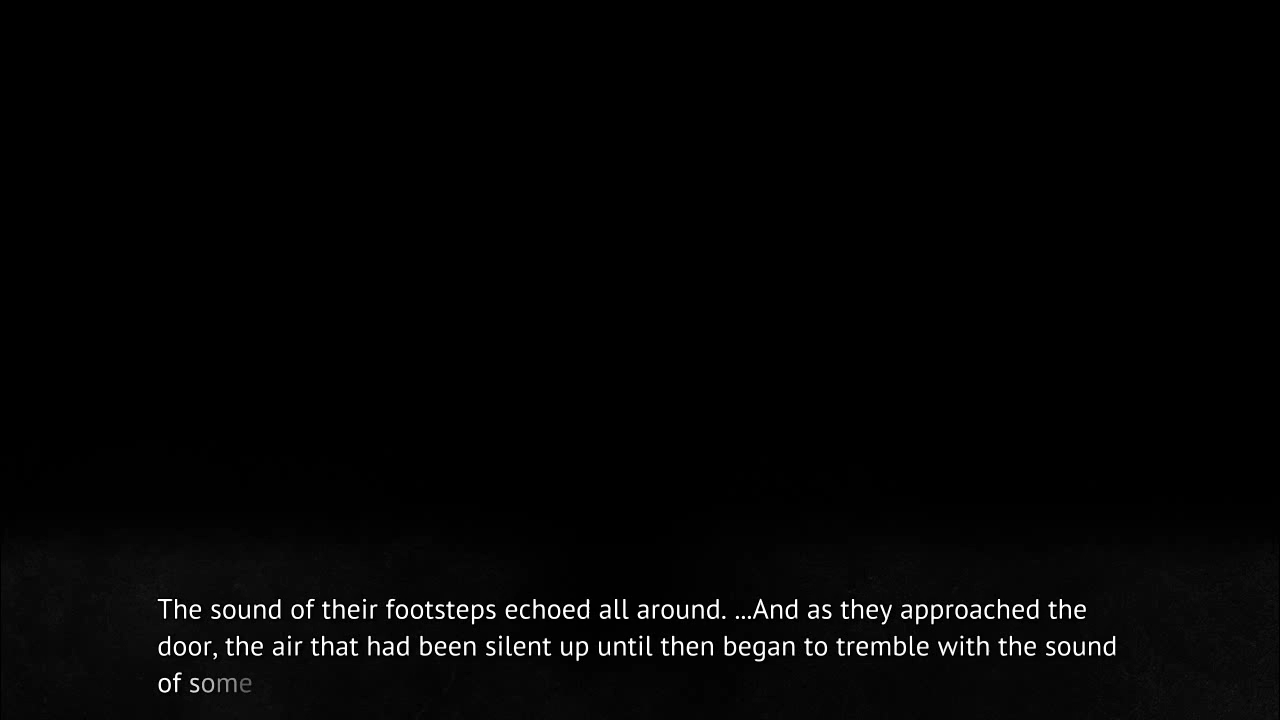 The sound of their footsteps echoed all around. ...And as they approached the
door, the air that had been silent up until then began to tremble with the sound
of some